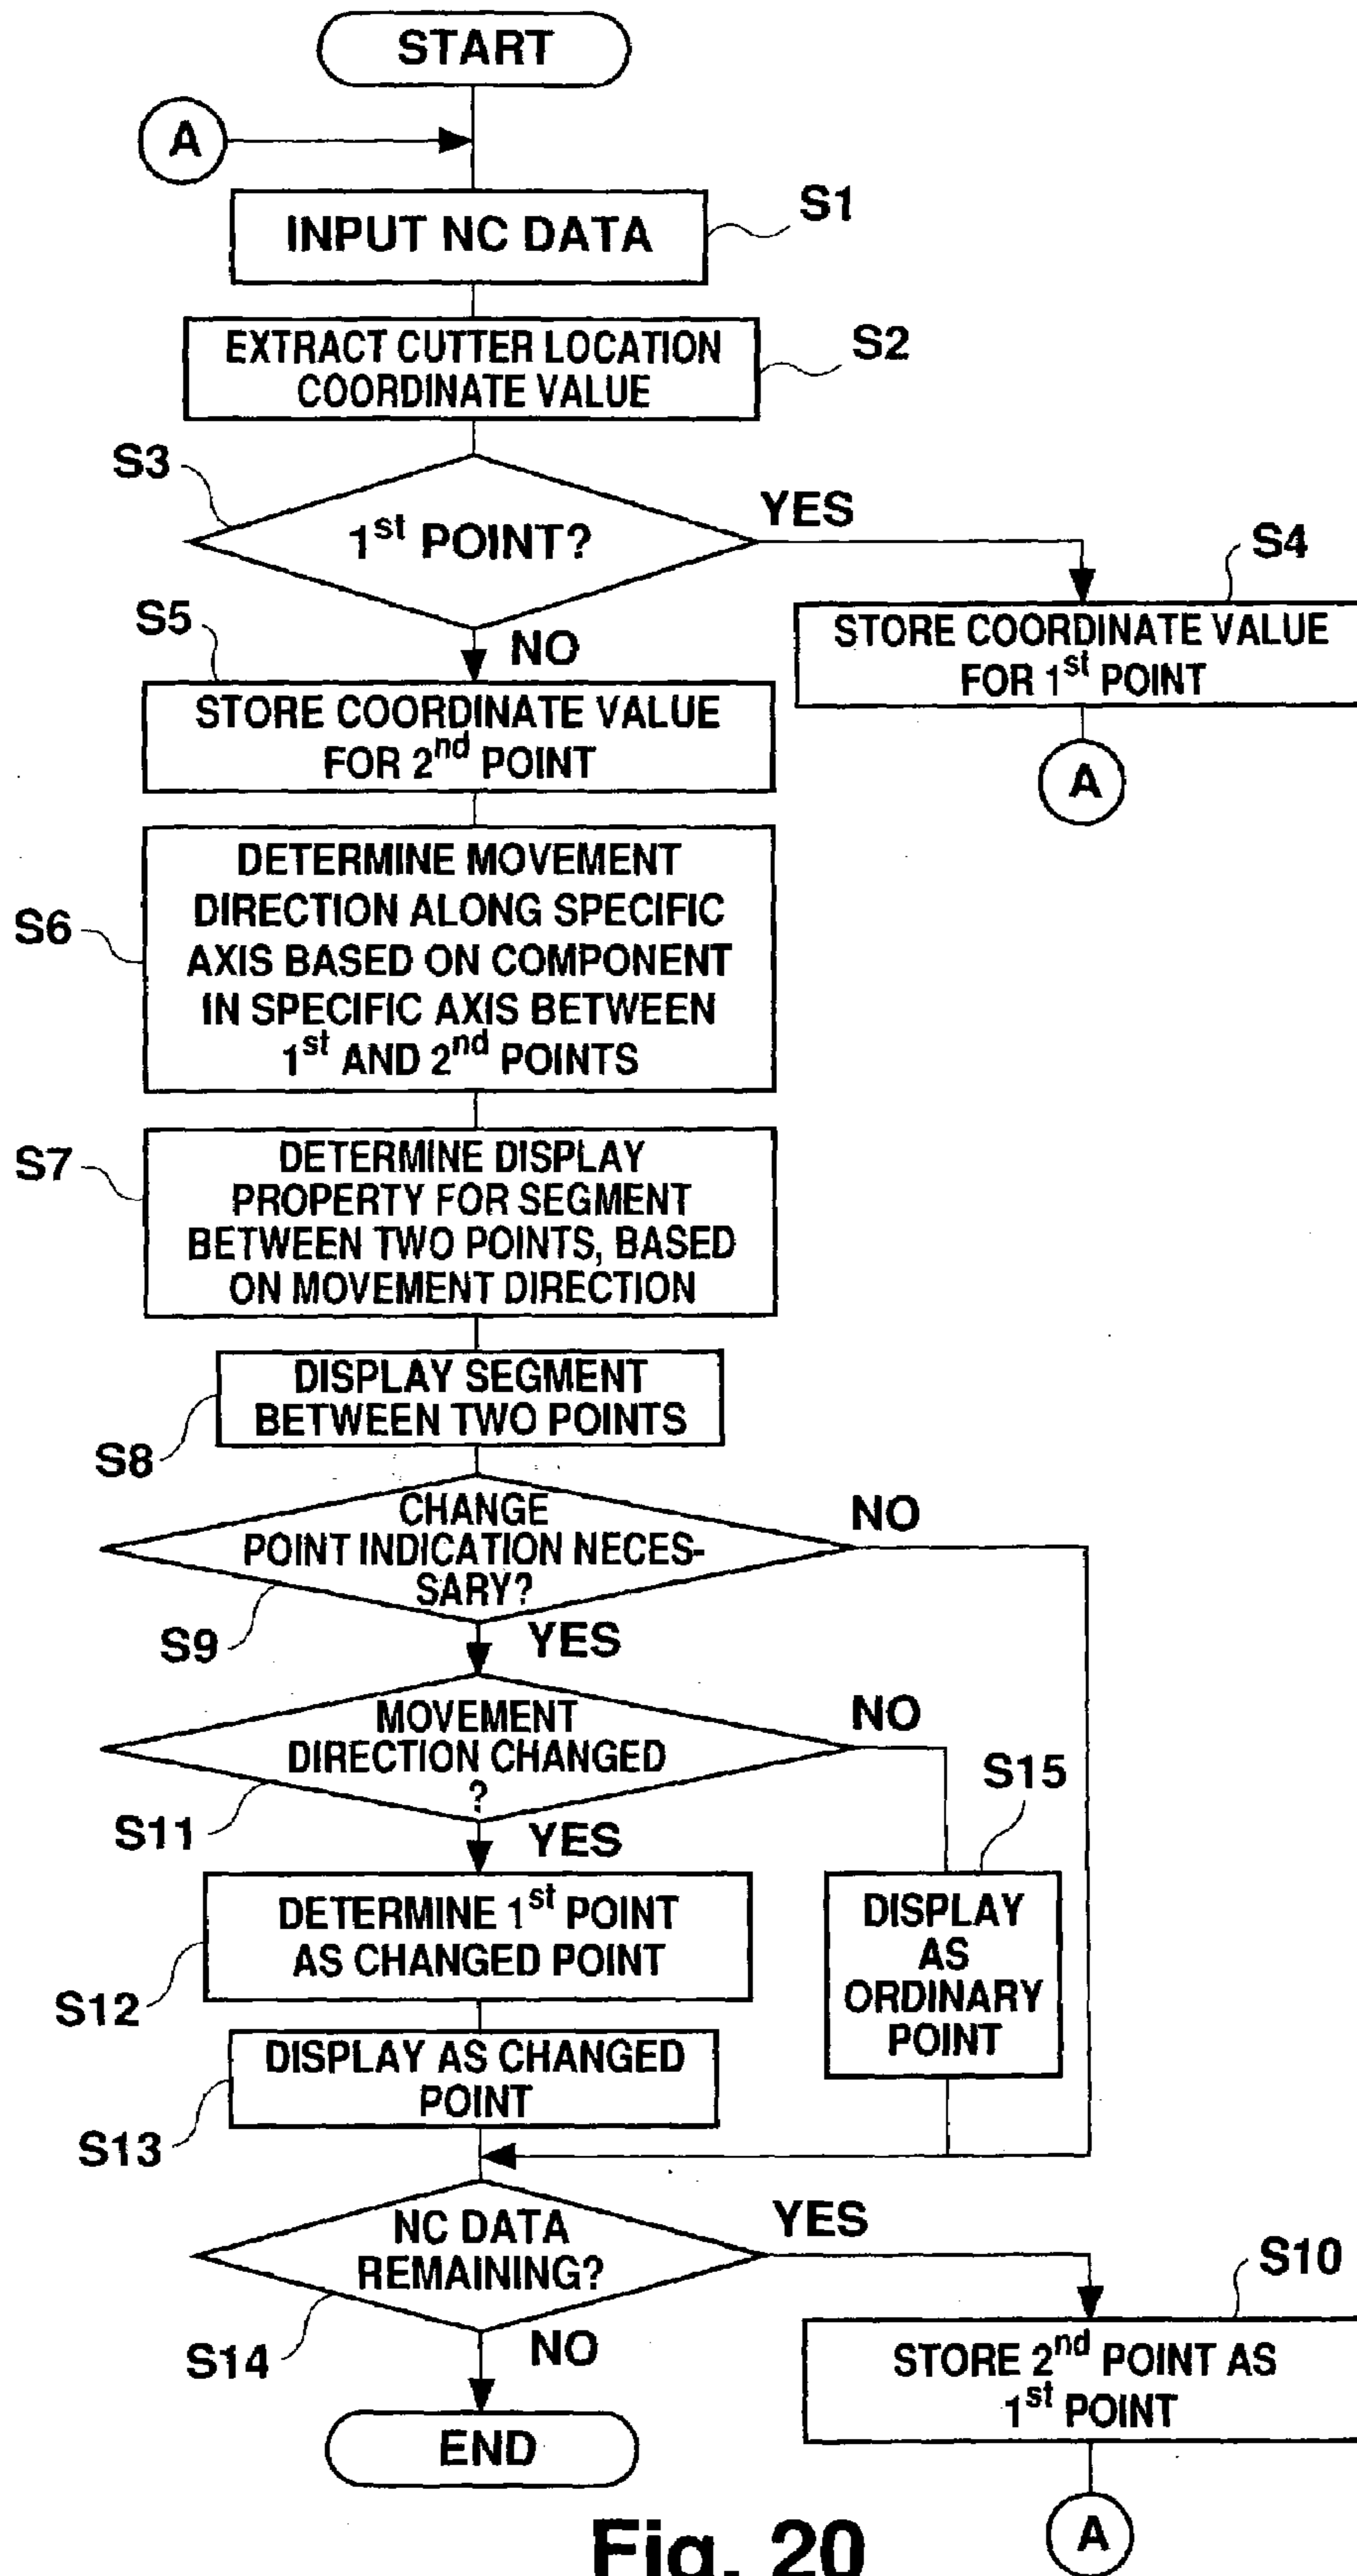 START
A
INPUT NC DATA
S1
EXTRACT CUTTER LOCATION
COORDINATE VALUE
S2
S3
1st POINT?
YES
NO
S4
STORE COORDINATE VALUE
FOR 1st POINT
A
S5
STORE COORDINATE VALUE
FOR 2nd POINT
S6
DETERMINE MOVEMENT
DIRECTION ALONG SPECIFIC
AXIS BASED ON COMPONENT
IN SPECIFIC AXIS BETWEEN
1st AND 2nd POINTS
S7
DETERMINE DISPLAY
PROPERTY FOR SEGMENT
BETWEEN TWO POINTS, BASED
ON MOVEMENT DIRECTION
DISPLAY SEGMENT
BETWEEN TWO POINTS
S8
CHANGE
POINT INDICATION NECES-
SARY?
NO
S9
YES
MOVEMENT
DIRECTION CHANGED
?
NO
S11
YES
S15
DISPLAY
AS
ORDINARY
POINT
DETERMINE 1st POINT
AS CHANGED POINT
S12
DISPLAY AS CHANGED
POINT
S13
NC DATA
REMAINING?
YES
S14
NO
S10
STORE 2nd POINT AS
1st POINT
A
END
Fig. 20